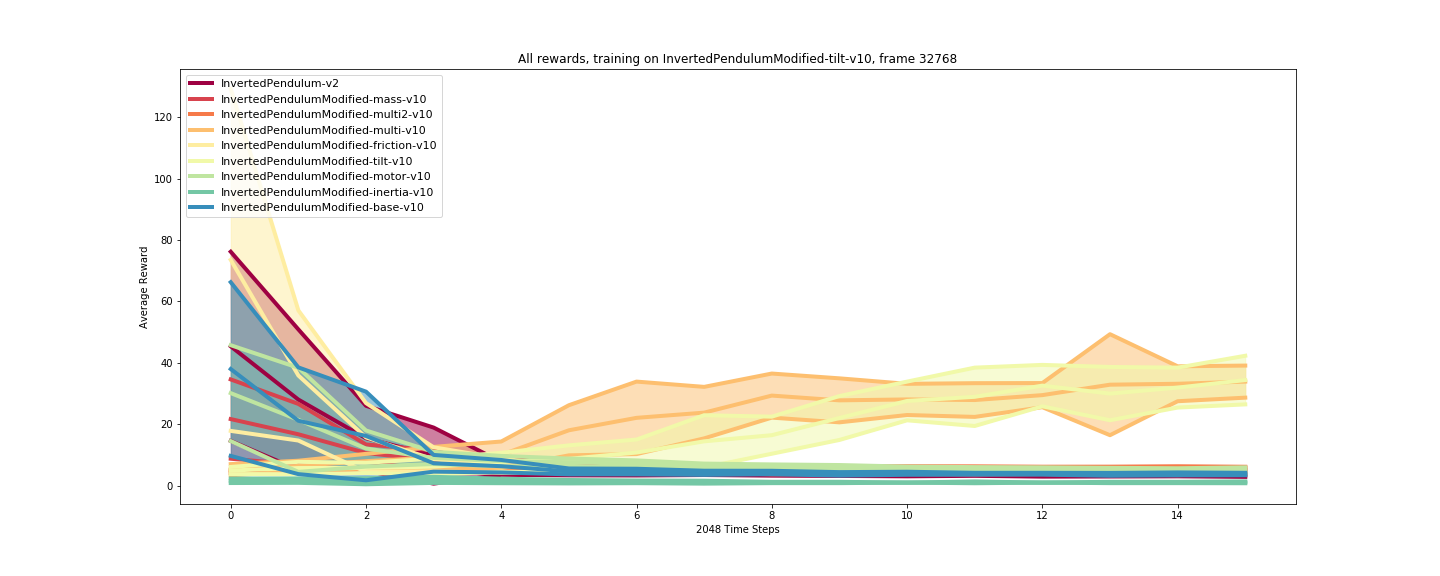 All rewards, training on InvertedPendulumModified-tilt-v10, frame 32768
InvertedPendulum-v2
InvertedPendulumModified-mass-v10
InvertedPendulumModified-multi2-v10
InvertedPendulumModified-multi-v10
InvertedPendulumModified-friction-v10
InvertedPendulumModified-tilt-v10
InvertedPendulumModified-motor-v10
InvertedPendulumModified-inertia-v10
InvertedPendulumModified-base-v10
Average Reward
120
100
80
60
40
20
0
0 2 4 6 8 10 12 14
2048 Time Steps